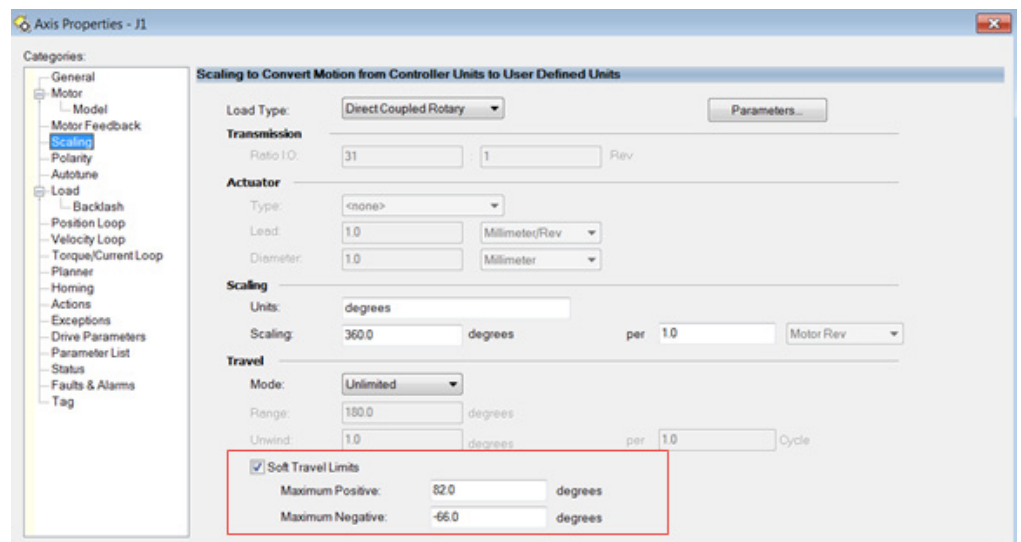 Axis Properties - J1
Categories:
General
Motor
Model
Motor Feedback
Scaling
Polarity
Autotune
Load
Backlash
Position Loop
Velocity Loop
Torque/Current Loop
Planner
Homing
Actions
Exceptions
Drive Parameters
Parameter List
Status
Faults & Alarms
Tag
Scaling to Convert Motion from Controller Units to User Defined Units
Load Type: Direct Coupled Rotary Parameters...
Transmission
Ratio I:O: 31 : 1 Rev
Actuator
Type: <none>
Lead: 1.0 Millimeter/Rev
Diameter: 1.0 Millimeter
Scaling
Units: degrees
Scaling: 360.0 degrees per 1.0 Motor Rev
Travel
Mode: Unlimited
Range: 180.0 degrees
Unwind: 1.0 degrees per 1.0 Cycle
Soft Travel Limits
Maximum Positive: 82.0 degrees
Maximum Negative: -66.0 degrees